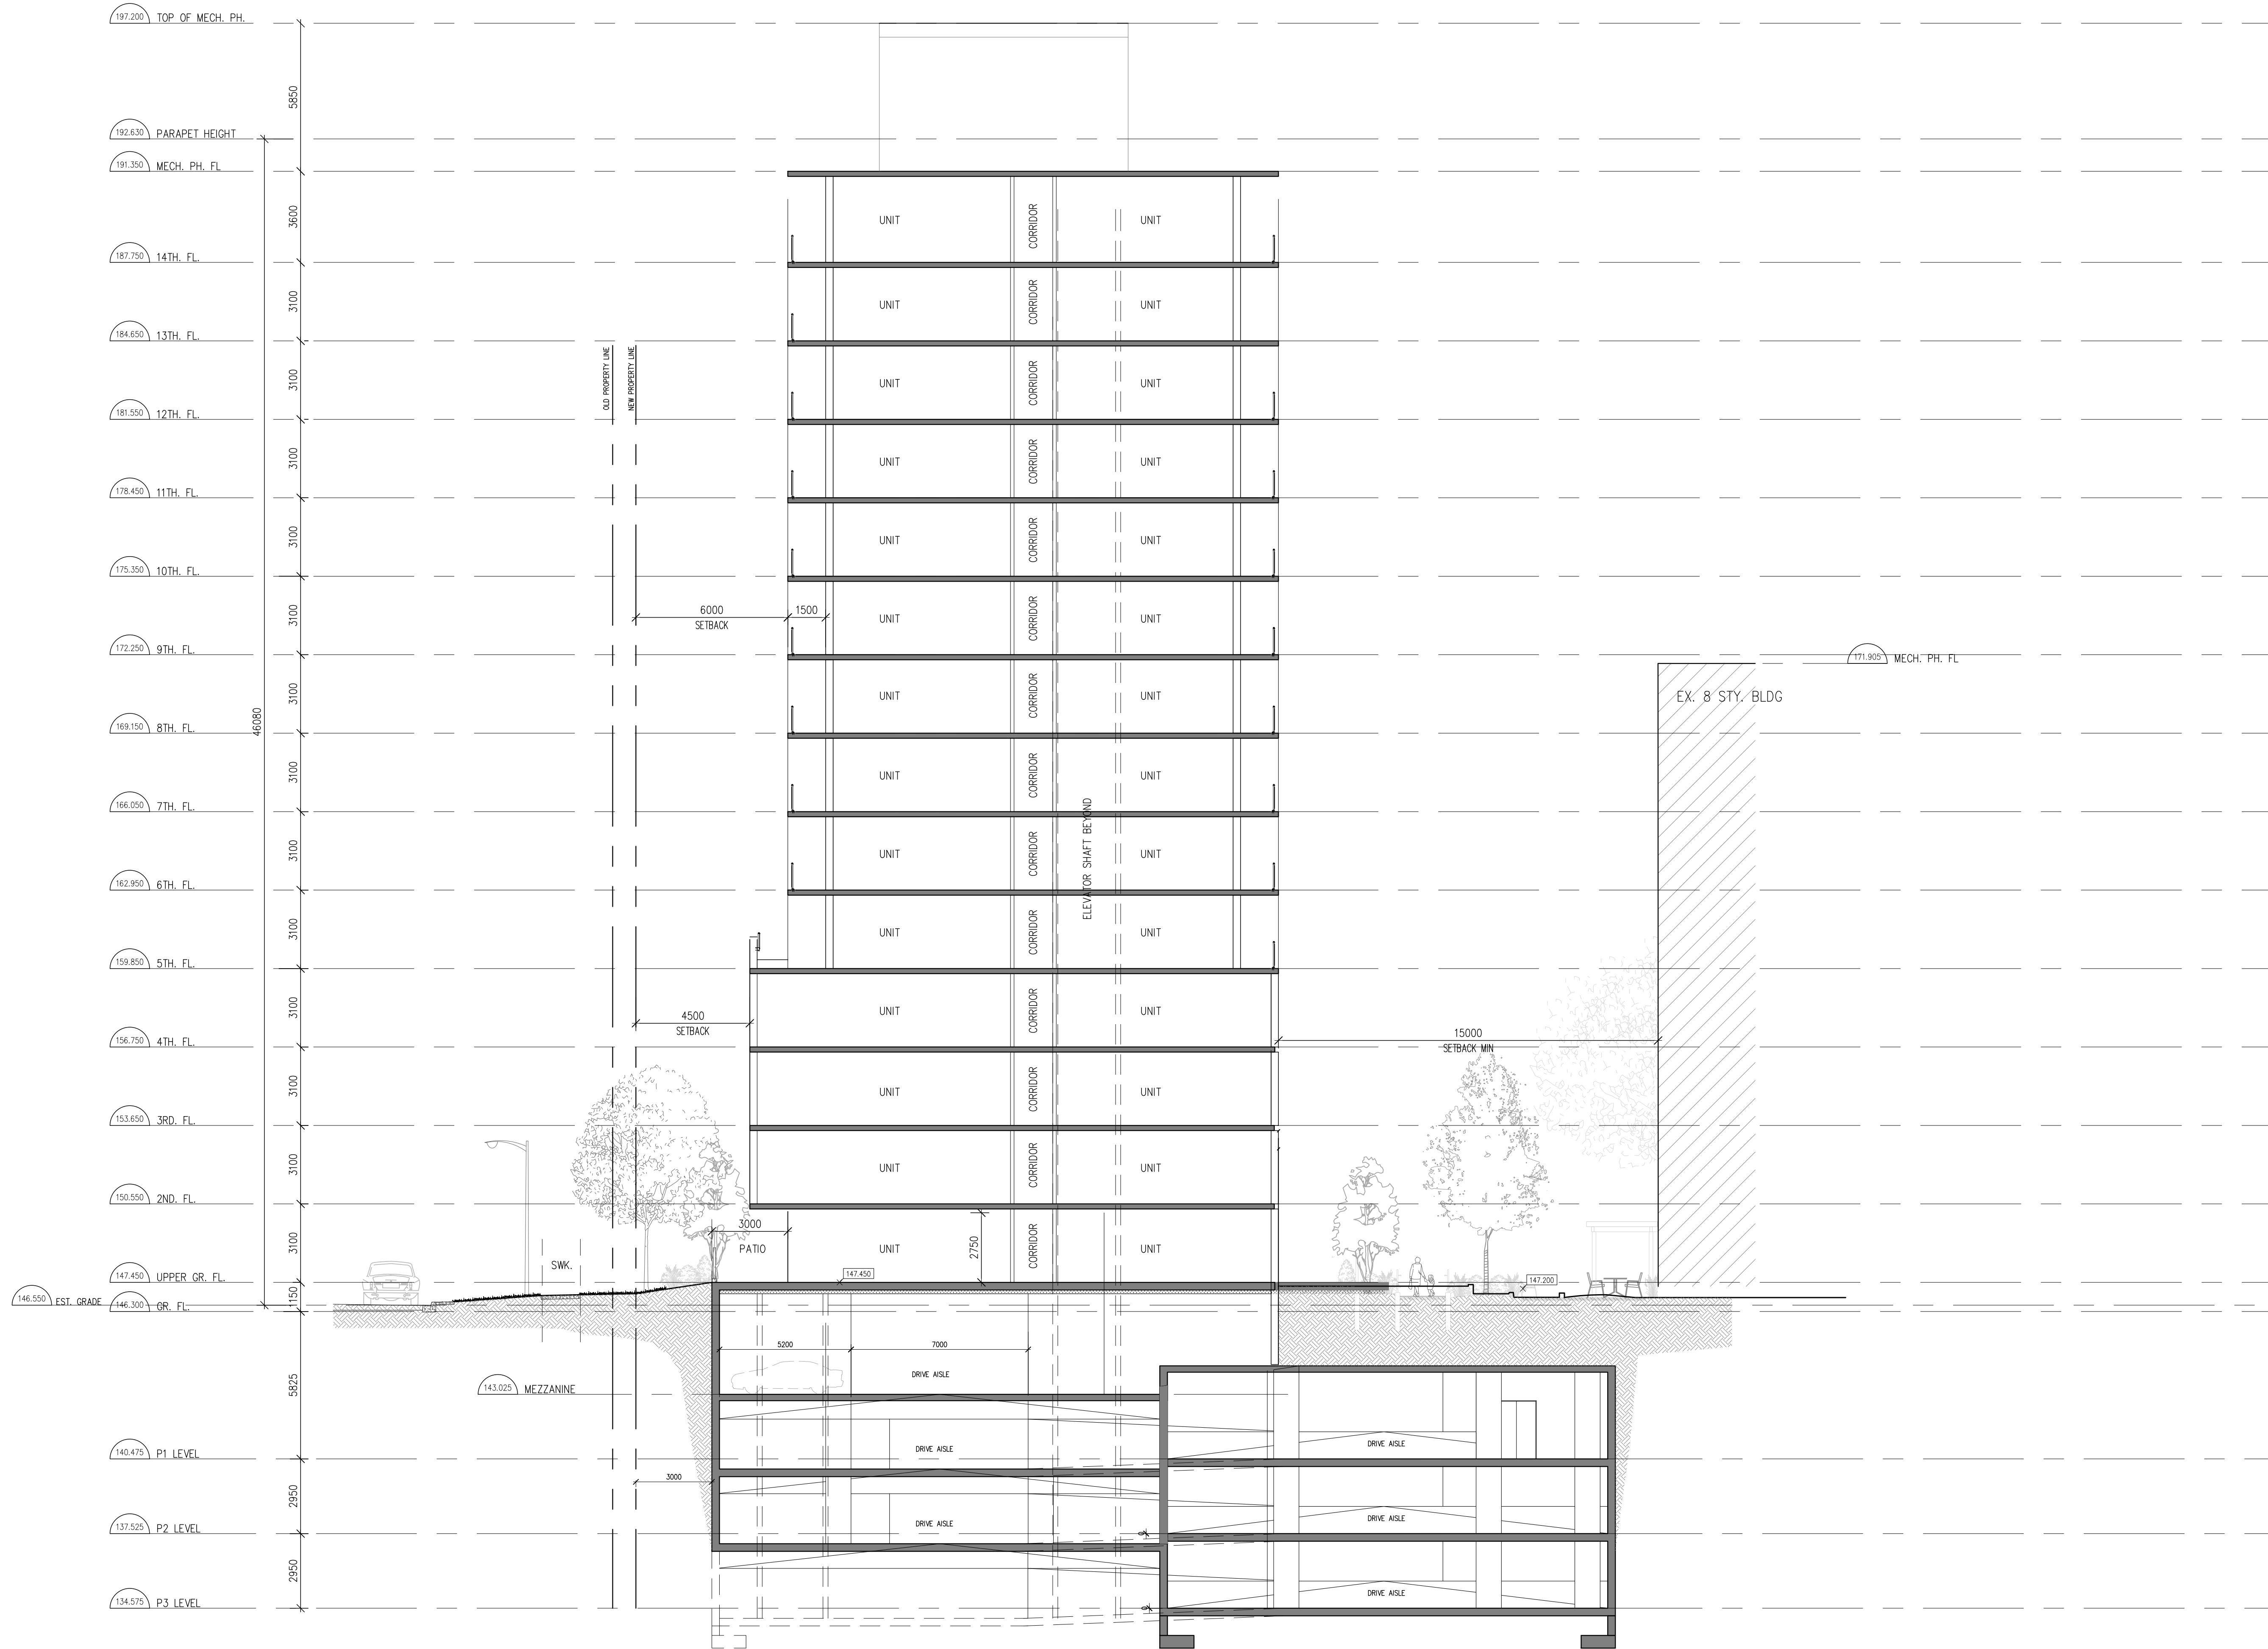 197.200 TOP OF MECH. PH.
5850
192.630 PARAPET HEIGHT
191.350 MECH. PH. FL
3600
UNIT CORRIDOR UNIT
187.750 14TH. FL.
3100
UNIT CORRIDOR UNIT
184.650 13TH. FL.
OLD PROPERTY LINE
NEW PROPERTY LINE
3100
UNIT CORRIDOR UNIT
181.550 12TH. FL.
3100
UNIT CORRIDOR UNIT
178.450 11TH. FL.
3100
UNIT CORRIDOR UNIT
175.350 10TH. FL.
3100
6000
SETBACK
1500
UNIT CORRIDOR UNIT
172.250 9TH. FL.
171.905 MECH. PH. FL
EX. 8 STY. BLDG
3100
UNIT CORRIDOR UNIT
46080
169.150 8TH. FL.
3100
UNIT CORRIDOR UNIT
166.050 7TH. FL.
ELEVATOR SHAFT BEYOND
3100
UNIT CORRIDOR UNIT
162.950 6TH. FL.
3100
UNIT CORRIDOR UNIT
159.850 5TH. FL.
3100
UNIT CORRIDOR UNIT
4500
SETBACK
15000
SETBACK MIN
156.750 4TH. FL.
3100
UNIT CORRIDOR UNIT
153.650 3RD. FL.
3100
UNIT CORRIDOR UNIT
150.550 2ND. FL.
3100
3000
PATIO
UNIT 2750 CORRIDOR UNIT
SWK.
147.450 UPPER GR. FL.
147.450
147.200
1150
146.550 EST. GRADE
146.300 GR. FL.
5200
7000
DRIVE AISLE
5825
143.025 MEZZANINE
DRIVE AISLE
DRIVE AISLE
140.475 P1 LEVEL
3000
2950
DRIVE AISLE
DRIVE AISLE
137.525 P2 LEVEL
2950
DRIVE AISLE
134.575 P3 LEVEL